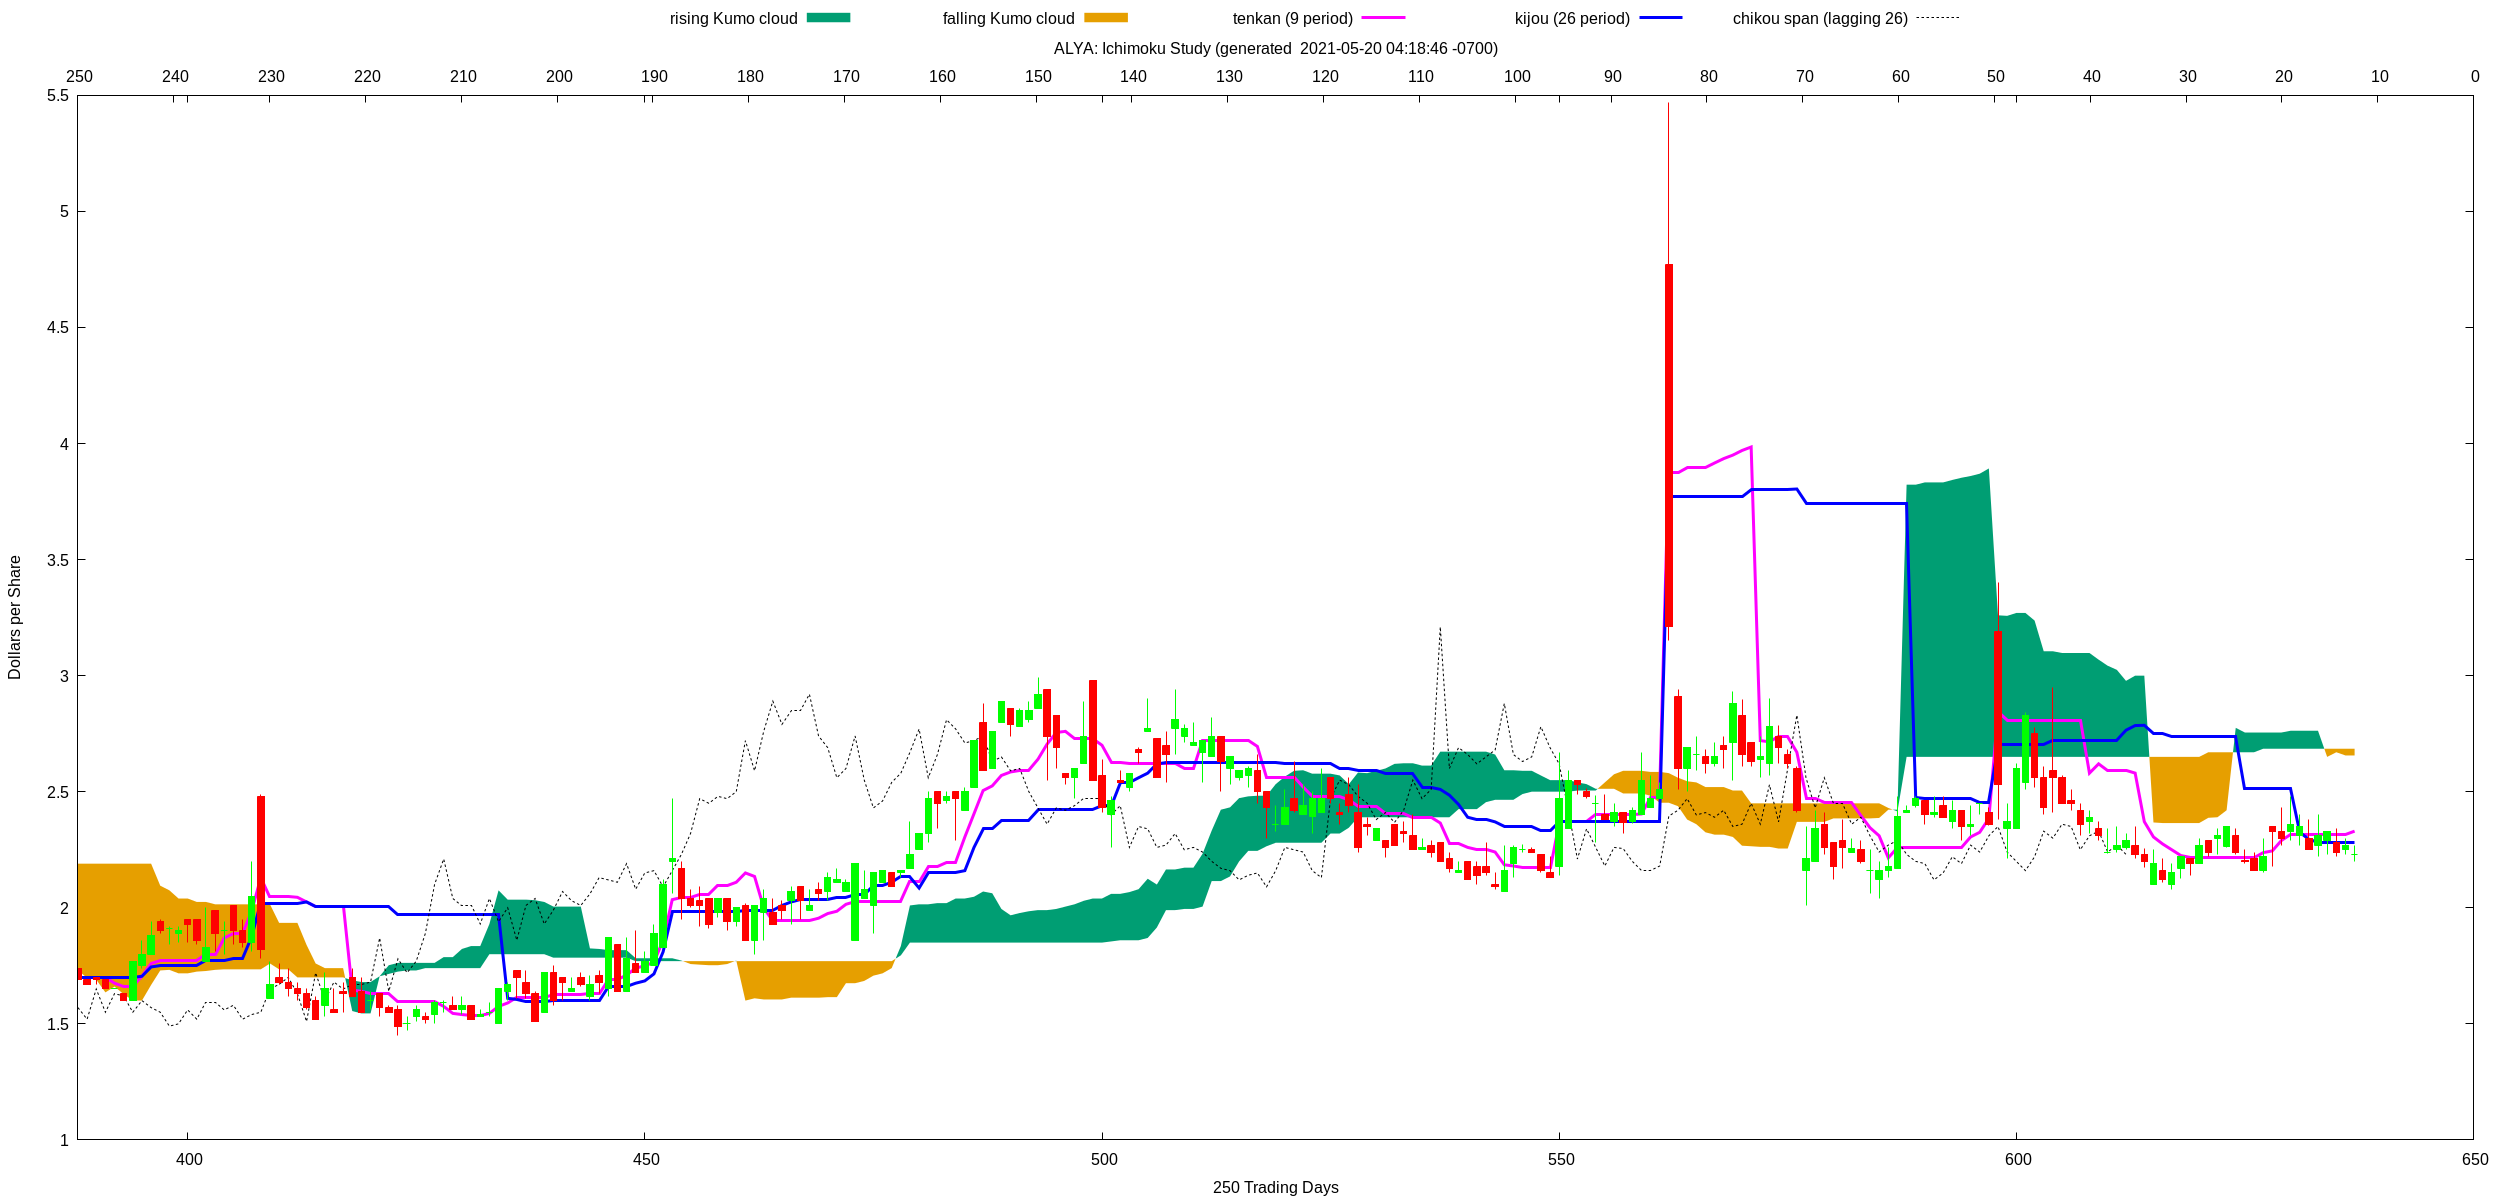 rising Kumo cloud falling Kumo cloud tenkan (9 period) kijou (26 period) chikou span (lagging 26)
ALYA: Ichimoku Study (generated  2021-05-20 04:18:46 -0700)
250 240 230 220 210 200 190 180 170 160 150 140 130 120 110 100 90 80 70 60 50 40 30 20 10 0
5.5
5
4.5
4
3.5
3
2.5
2
1.5
1
Dollars per Share
400 450 500 550 600 650
250 Trading Days